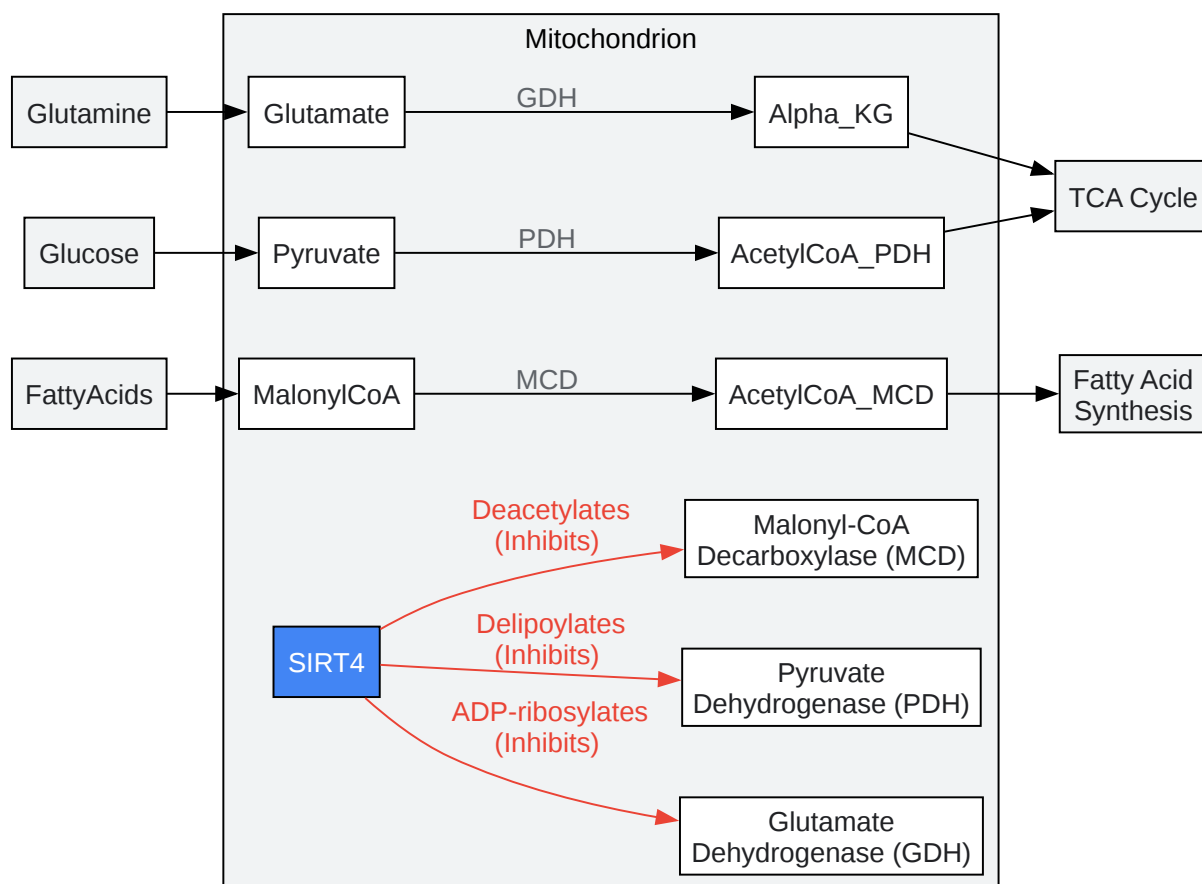 Mitochondrion
Glutamine
Glutamate
GDH
Alpha_KG
TCA Cycle
Glucose
Pyruvate
PDH
AcetylCoA_PDH
FattyAcids
MalonylCoA
MCD
AcetylCoA_MCD
Fatty Acid
Synthesis
Deacetylates
(Inhibits)
Malonyl-CoA
Decarboxylase (MCD)
SIRT4
Delipoylates
(Inhibits)
Pyruvate
Dehydrogenase (PDH)
ADP-ribosylates
(Inhibits)
Glutamate
Dehydrogenase (GDH)